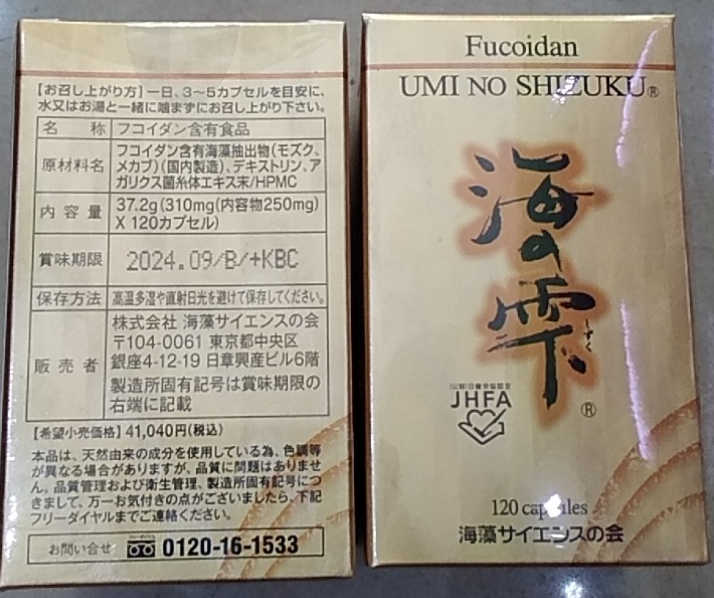 【お召し上がり方】一日、3～5カプセルを目安に、
水又はお湯と一緒に噛まずにお召し上がり下さい。
名 称 フコイダン含有食品
原材料名 フコイダン含有海藻抽出物(モズク、
メカブ)(国内製造)、デキストリン、ア
ガリクス菌糸体エキス末/HPMC
内容量 37.2g(310mg(内容物250mg)
X 120カプセル)
賞味期限 2024.09/B/+KBC
保存方法 高温多湿や直射日光を避けて保存してください。
販売者 株式会社 海藻サイエンスの会
〒104-0061 東京都中央区
銀座4-12-19 日章興産ビル6階
製造所固有記号は賞味期限の
右端に記載
【希望小売価格】41,040円(税込)
本品は、天然由来の成分を使用している為、色調等
が異なる場合がありますが、品質に問題はありませ
ん。品質管理および衛生管理、製造所固有記号につ
きまして、万一お気付きの点がございましたら、下記
フリーダイヤルまでご連絡ください。
お問い合せ 0120-16-1533
Fucoidan
UMI NO SHIZUKU®
海の雫
しずく
®
JHFA
120 capsules
海藻サイエンスの会